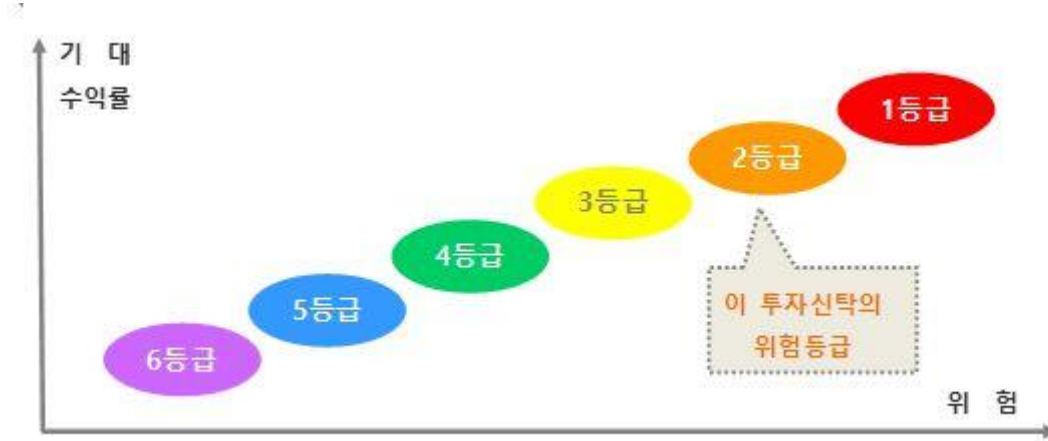 기 대
수익률
1등급
2등급
3등급
4등급
5등급
6등급
이 투자신탁의
위험등급
위 험